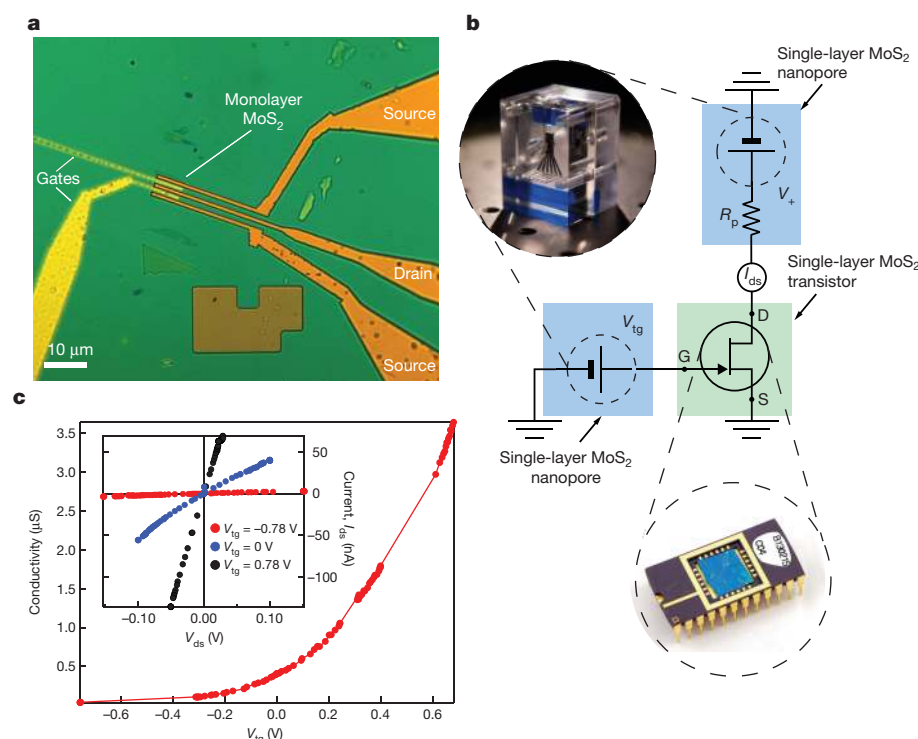 a
Monolayer
MoS2
Source
Gates
Drain
10 μm
Source
b
Single-layer MoS2
nanopore
V+
Rp
Ids
Single-layer MoS2
transistor
D
Vtg
G
S
Single-layer MoS2
nanopore
B130219
CD4
c
Conductivity (μS)
3.5
3.0
2.5
2.0
1.5
1.0
0.5
−0.6
−0.4
−0.2
0.0
0.2
0.4
0.6
Vtg (V)
50
0
−50
−100
Current, Ids
(nA)
Vtg = −0.78 V
Vtg = 0 V
Vtg = 0.78 V
−0.10
0.00
0.10
Vds (V)